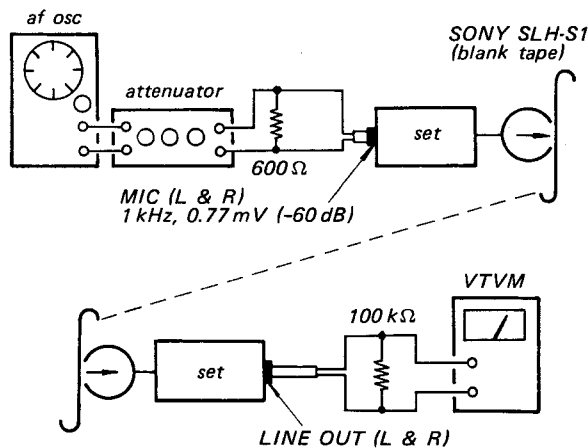 af osc
SONY SLH-S1
(blank tape)
attenuator
set
600 Ω
MIC (L & R)
1 kHz, 0.77 mV (-60 dB)
VTVM
100 kΩ
set
LINE OUT (L & R)